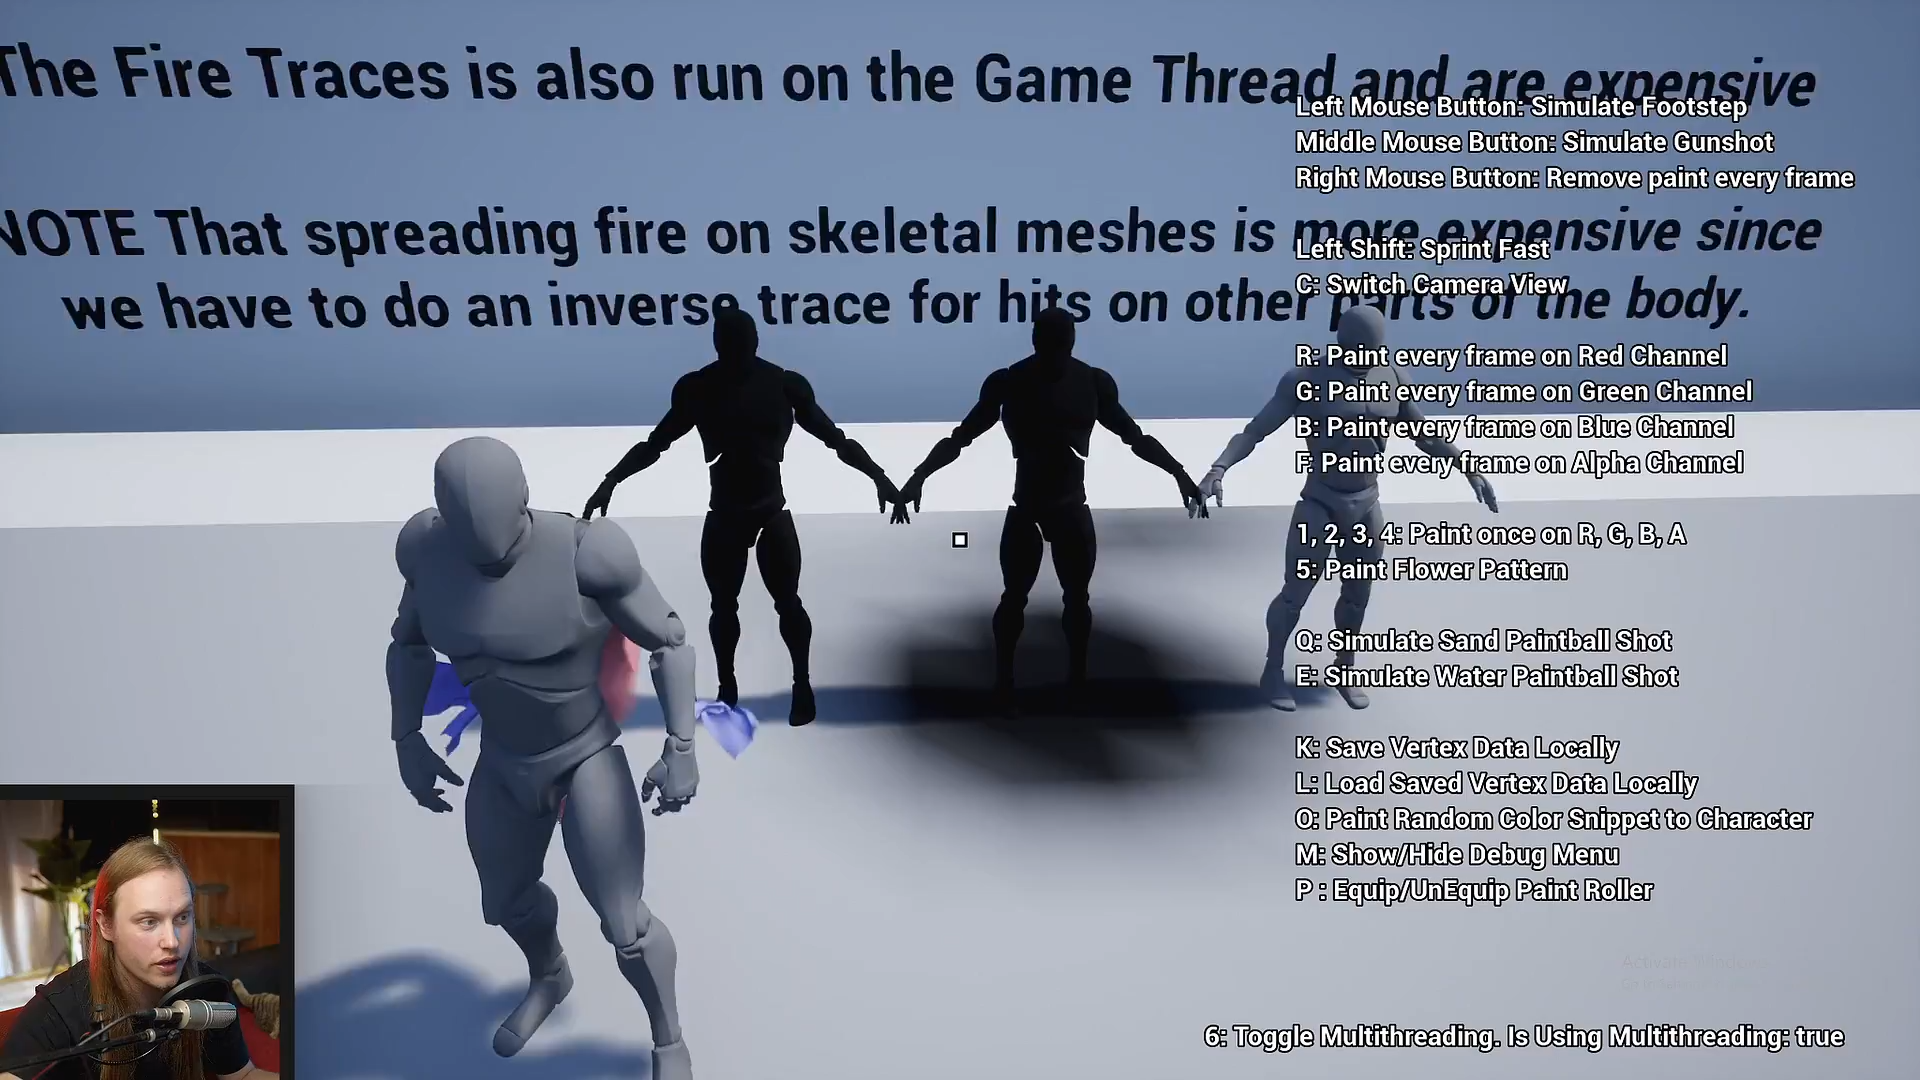 The Fire Traces is also run on the Game Thread and are expensive
NOTE That spreading fire on skeletal meshes is more expensive since
we have to do an inverse trace for hits on other parts of the body.
Left Mouse Button: Simulate Footstep
Middle Mouse Button: Simulate Gunshot
Right Mouse Button: Remove paint every frame
Left Shift: Sprint Fast
C: Switch Camera View
R: Paint every frame on Red Channel
G: Paint every frame on Green Channel
B: Paint every frame on Blue Channel
F: Paint every frame on Alpha Channel
1, 2, 3, 4: Paint once on R, G, B, A
5: Paint Flower Pattern
Q: Simulate Sand Paintball Shot
E: Simulate Water Paintball Shot
K: Save Vertex Data Locally
L: Load Saved Vertex Data Locally
O: Paint Random Color Snippet to Character
M: Show/Hide Debug Menu
P : Equip/UnEquip Paint Roller
Activate Windows
6: Toggle Multithreading. Is Using Multithreading: true